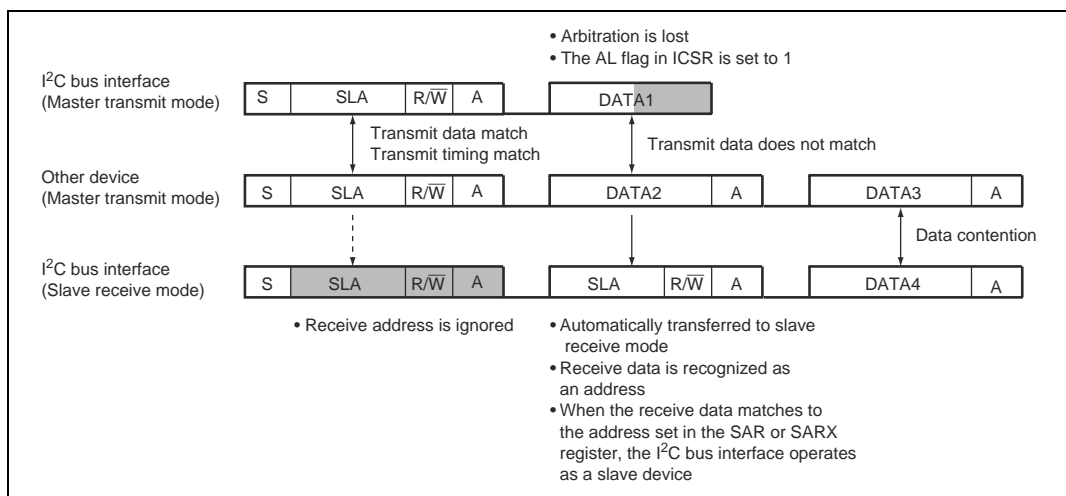 • Arbitration is lost
• The AL flag in ICSR is set to 1
I²C bus interface
(Master transmit mode)
S SLA R/W̅ A DATA1
Transmit data match
Transmit timing match
Transmit data does not match
Other device
(Master transmit mode)
S SLA R/W̅ A DATA2 A DATA3 A
Data contention
I²C bus interface
(Slave receive mode)
S SLA R/W̅ A SLA R/W̅ A DATA4 A
• Receive address is ignored
• Automatically transferred to slave
receive mode
• Receive data is recognized as
an address
• When the receive data matches to
the address set in the SAR or SARX
register, the I²C bus interface operates
as a slave device